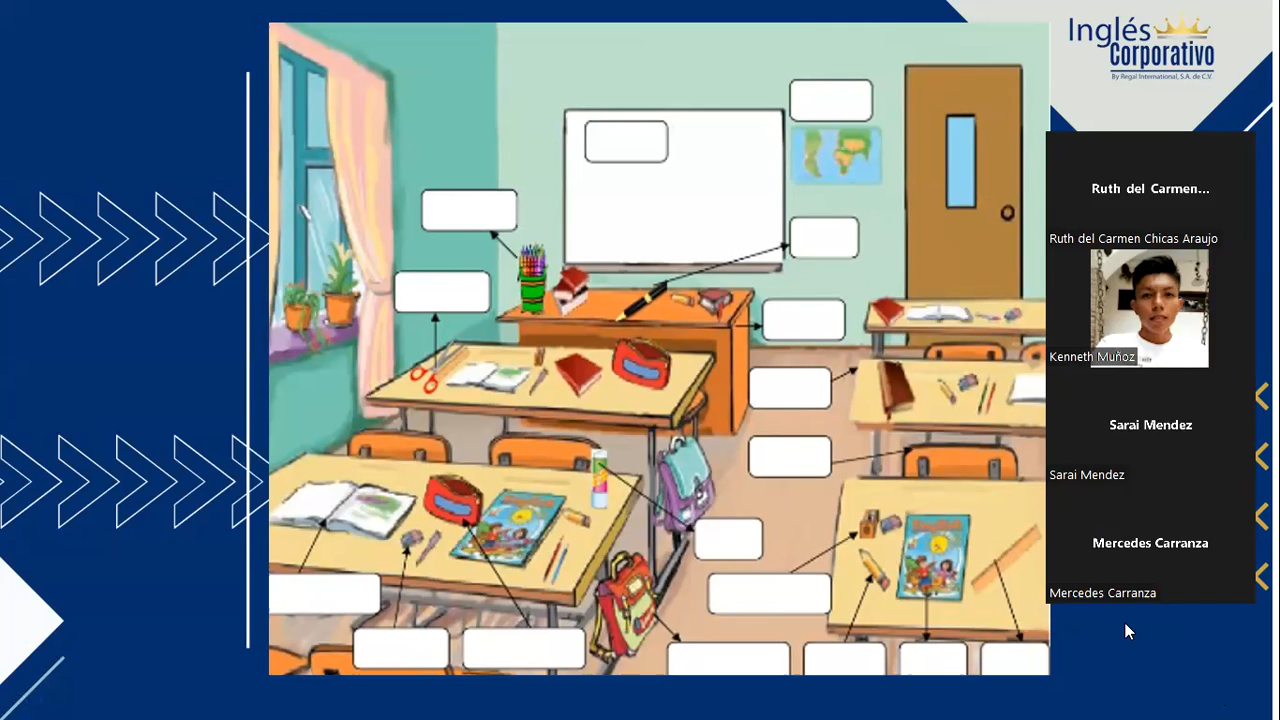 Inglés
Corporativo
By Regal International, S.A. de C.V.
Ruth del Carmen...
Ruth del Carmen Chicas Araujo
Kenneth Muñoz
Sarai Mendez
Sarai Mendez
Mercedes Carranza
Mercedes Carranza
English